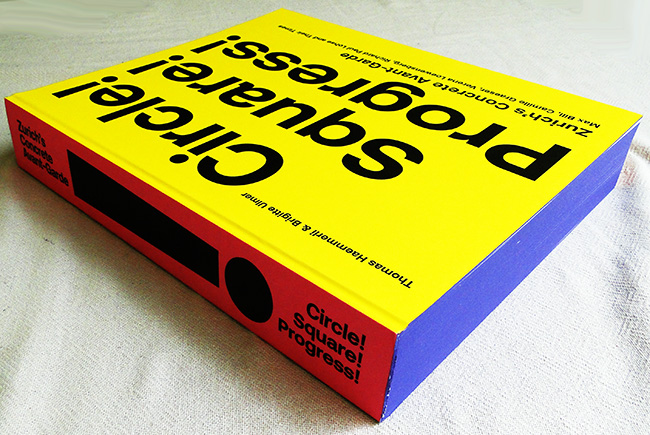 Circle!
Square!
Progress!
Zurich's Concrete Avant-Garde
Max Bill, Camille Graeser, Verena Loewensberg, Richard Paul Lohse and Their Times
Thomas Haemmerli & Brigitte Ulmer
Zurich's
Concrete
Avant-Garde
Circle!
Square!
Progress!